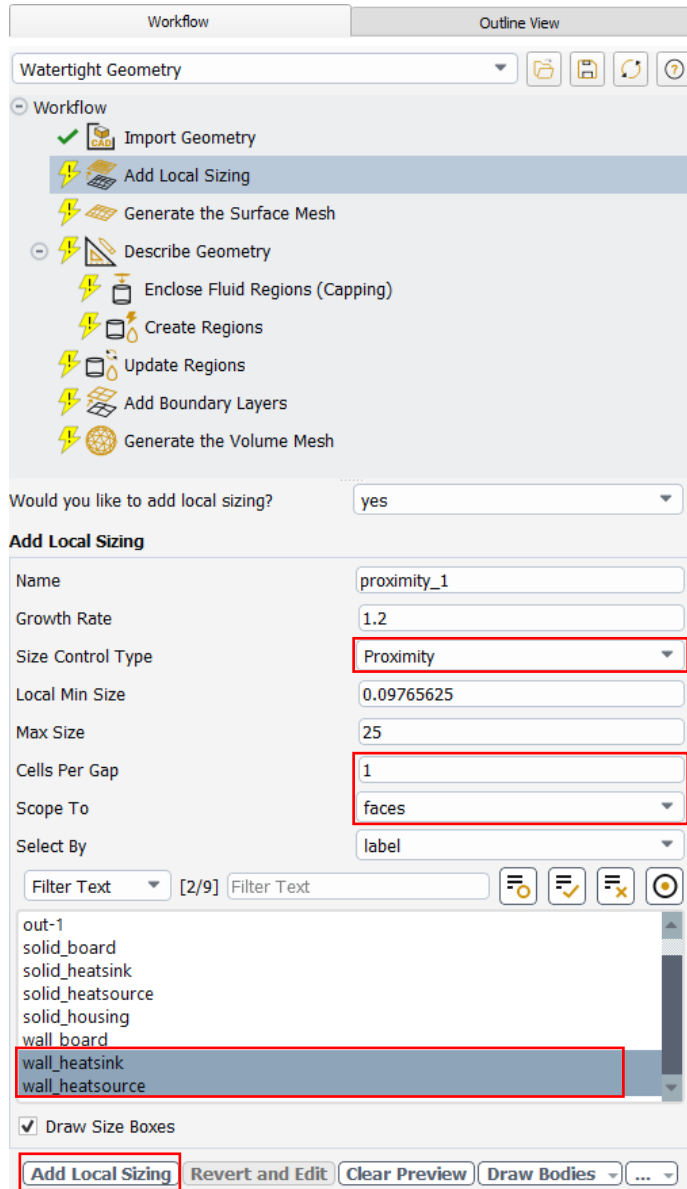 Workflow Outline View
Watertight Geometry
Workflow
CAD Import Geometry
Add Local Sizing
Generate the Surface Mesh
Describe Geometry
Enclose Fluid Regions (Capping)
Create Regions
Update Regions
Add Boundary Layers
Generate the Volume Mesh
Would you like to add local sizing? yes
Add Local Sizing
Name proximity_1
Growth Rate 1.2
Size Control Type Proximity
Local Min Size 0.09765625
Max Size 25
Cells Per Gap 1
Scope To faces
Select By label
Filter Text [2/9] Filter Text
out-1
solid_board
solid_heatsink
solid_heatsource
solid_housing
wall_board
wall_heatsink
wall_heatsource
Draw Size Boxes
Add Local Sizing Revert and Edit Clear Preview Draw Bodies ...